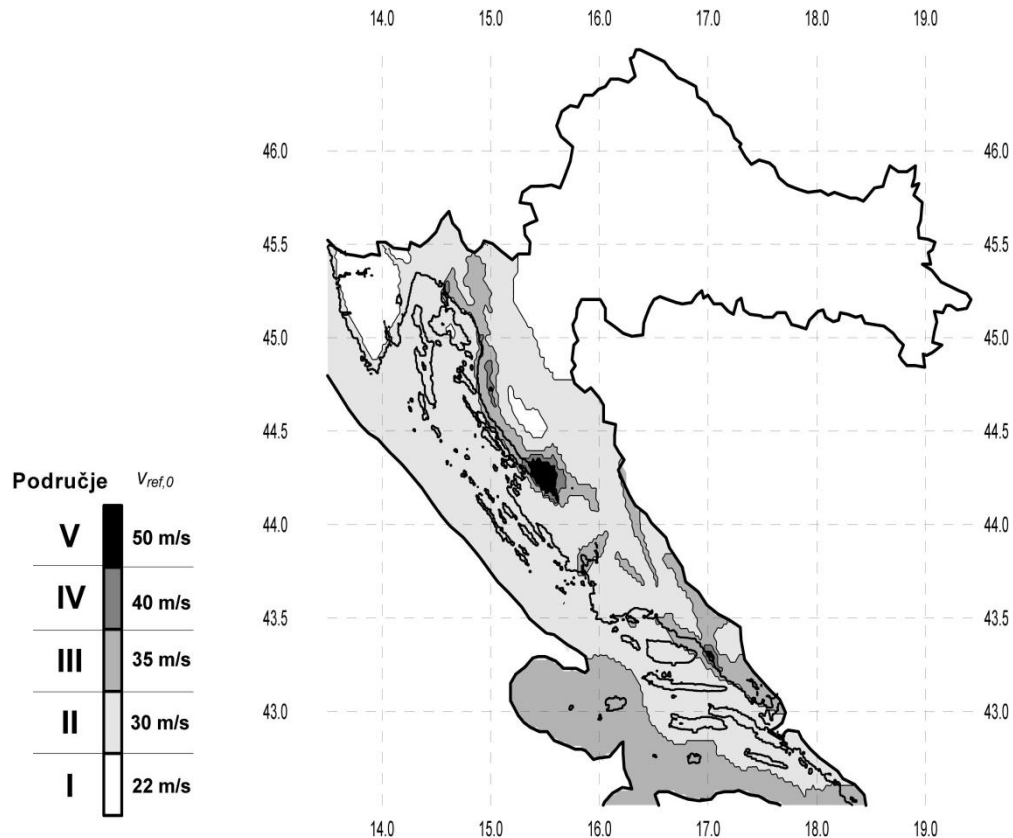 14.0 15.0 16.0 17.0 18.0 19.0
46.0 46.0
45.5 45.5
45.0 45.0
44.5 44.5
44.0 44.0
43.5 43.5
43.0 43.0
14.0 15.0 16.0 17.0 18.0 19.0
Područje Vref,0
V 50 m/s
IV 40 m/s
III 35 m/s
II 30 m/s
I 22 m/s